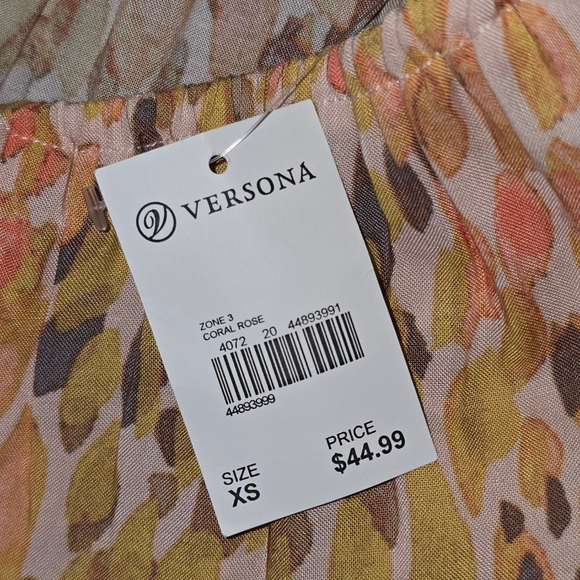 VERSONA
ZONE 3
CORAL ROSE
4072 20 44893991
44893999
SIZE
XS
PRICE
$44.99